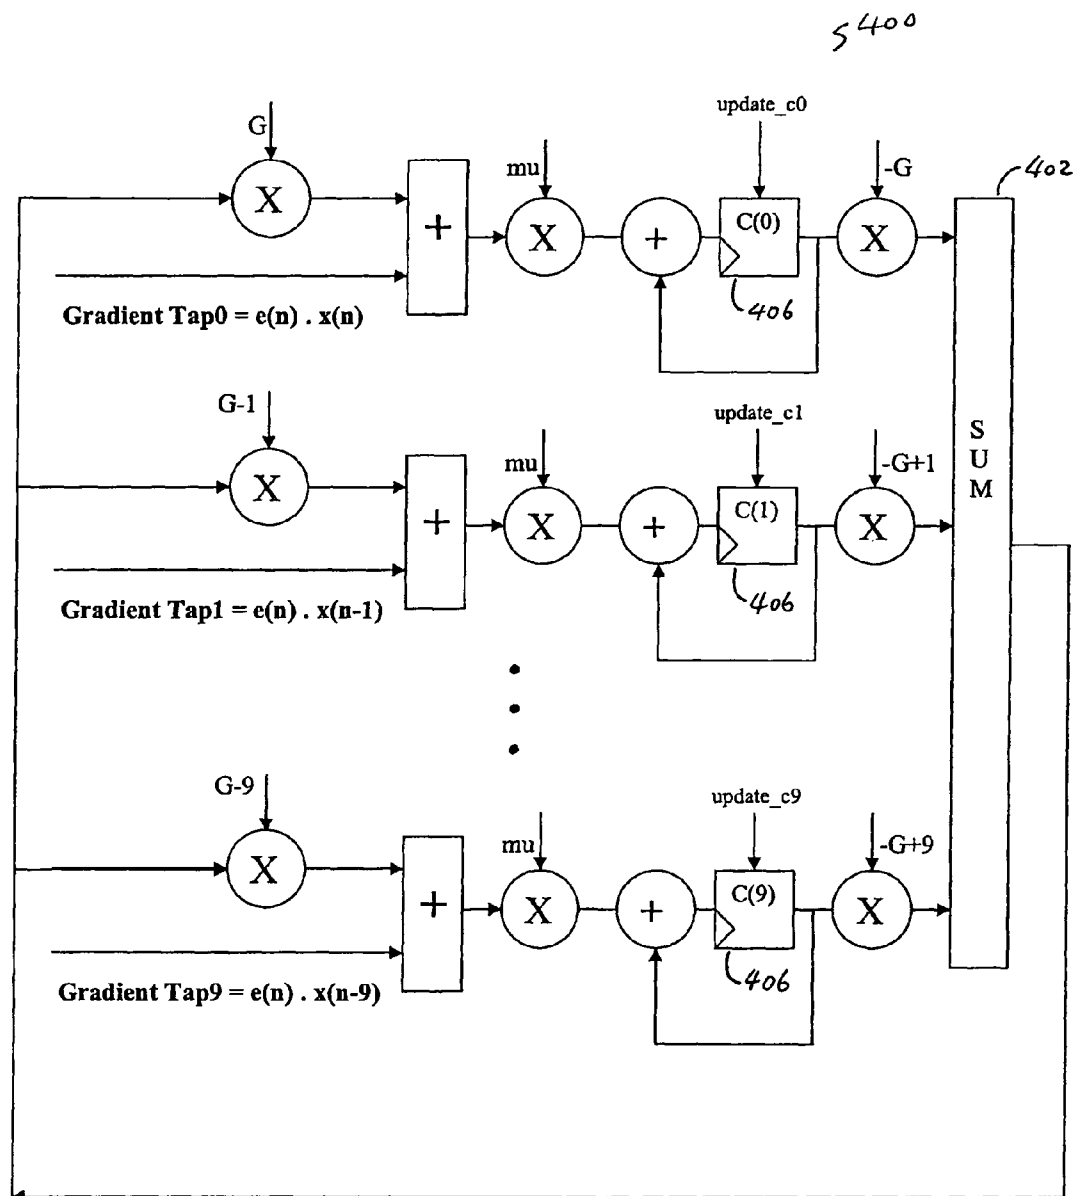 400
update_c0
G
mu
-G
402
X
+
X
+
C(0)
X
406
Gradient Tap0 = e(n) . x(n)
G-1
update_c1
mu
-G+1
S
U
M
X
+
X
+
C(1)
X
406
Gradient Tap1 = e(n) . x(n-1)
G-9
update_c9
mu
-G+9
X
+
X
+
C(9)
X
406
Gradient Tap9 = e(n) . x(n-9)